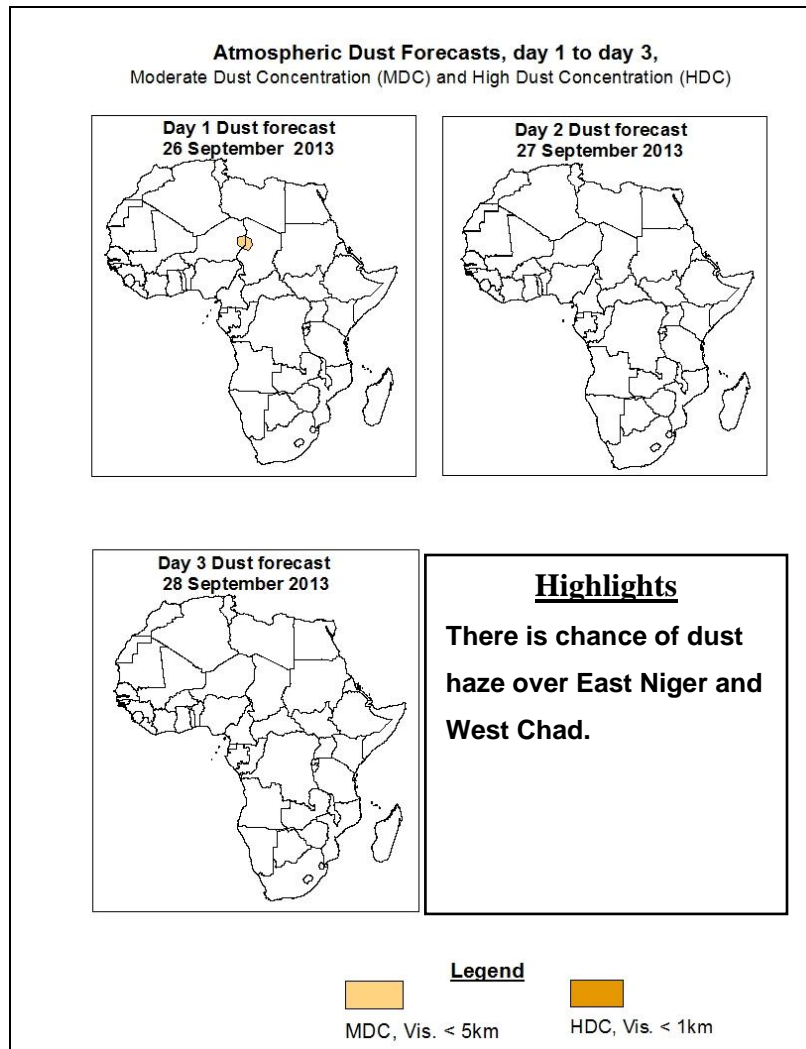 Atmospheric Dust Forecasts, day 1 to day 3,
Moderate Dust Concentration (MDC) and High Dust Concentration (HDC)
Day 1 Dust forecast
26 September 2013
Day 2 Dust forecast
27 September 2013
Day 3 Dust forecast
28 September 2013
Highlights
There is chance of dust
haze over East Niger and
West Chad.
Legend
MDC, Vis. < 5km
HDC, Vis. < 1km